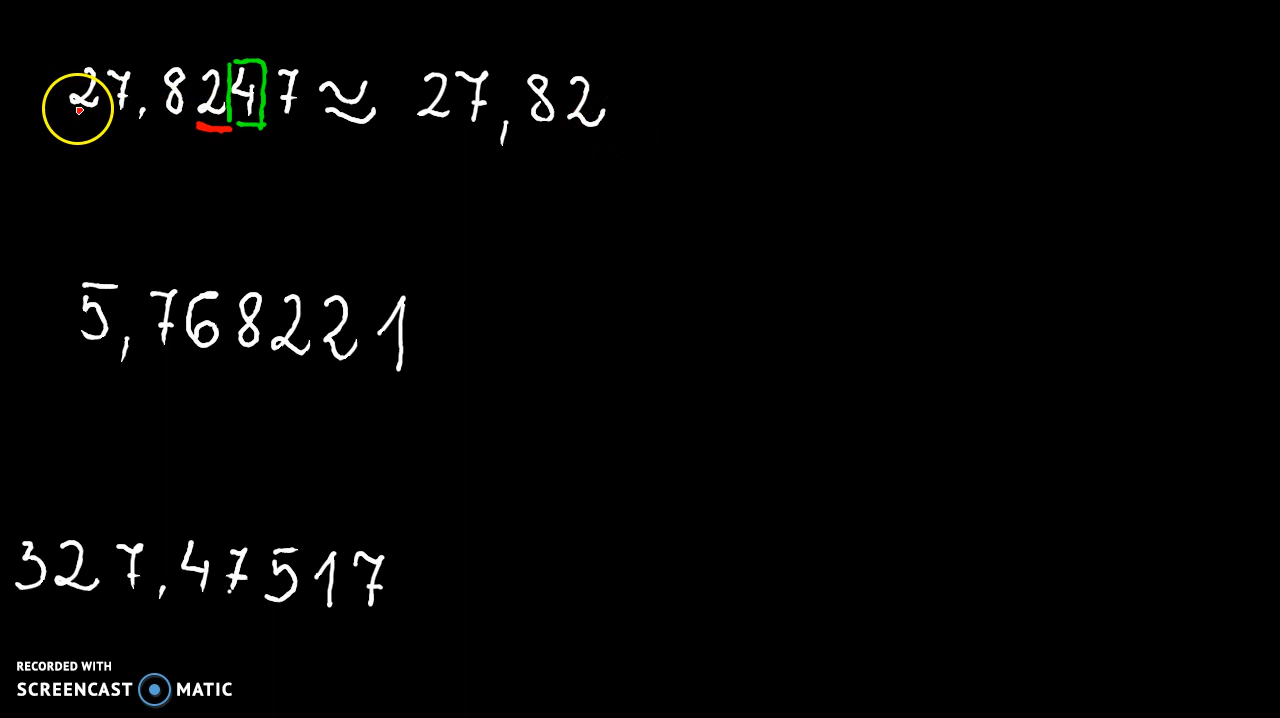 27,8247 ≈ 27,82
5,768221
327,47517
RECORDED WITH
SCREENCAST MATIC